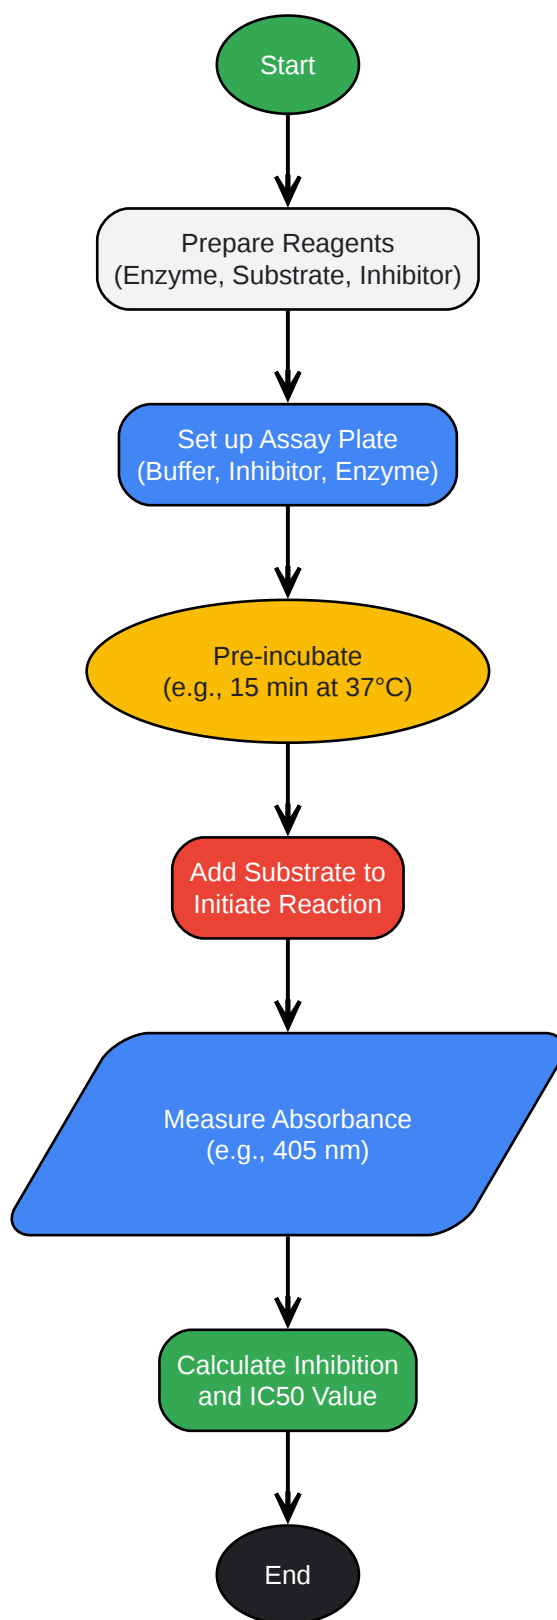 Start
Prepare Reagents
(Enzyme, Substrate, Inhibitor)
Set up Assay Plate
(Buffer, Inhibitor, Enzyme)
Pre-incubate
(e.g., 15 min at 37°C)
Add Substrate to
Initiate Reaction
Measure Absorbance
(e.g., 405 nm)
Calculate Inhibition
and IC50 Value
End